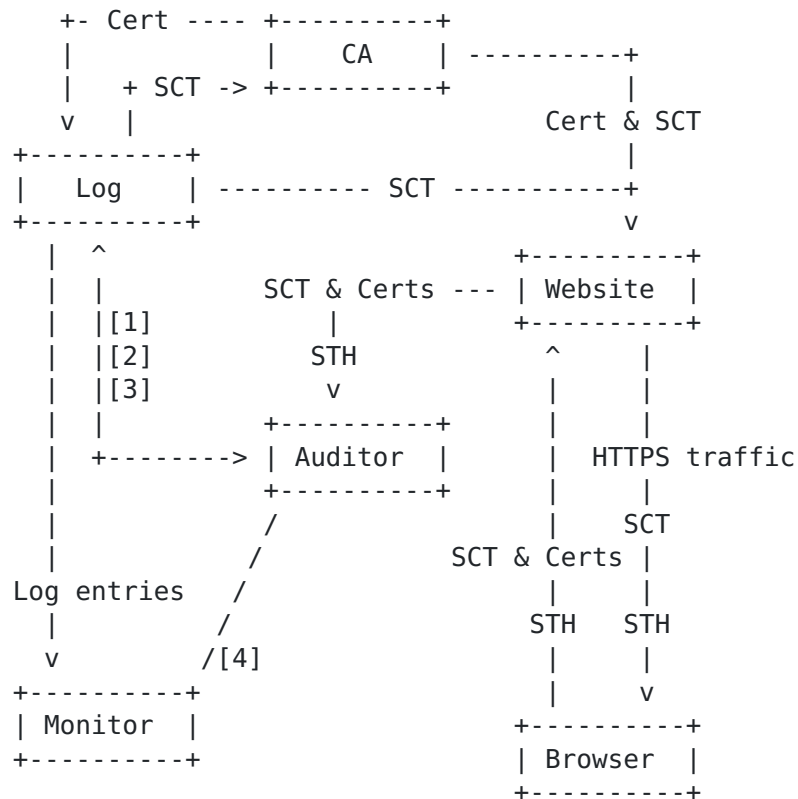 +- Cert ---- +----------+
|            |    CA    | ----------+
|   + SCT -> +----------+           |
v   |                          Cert & SCT
+----------+                           |
|   Log    | ---------- SCT -----------+
+----------+                           v
|  ^                          +----------+
|  |          SCT & Certs --- | Website  |
|  |[1]           |           +----------+
|  |[2]         STH            ^     |
|  |[3]          v             |     |
|  |          +----------+      |     |
|  +--------> | Auditor  |      |  HTTPS traffic
|             +----------+      |     |
|             /                 |    SCT
|            /            SCT & Certs |
Log entries   /                   |     |
|          /                   STH   STH
v         /[4]                  |     |
+----------+                      |     v
| Monitor  |                    +----------+
+----------+                    | Browser  |
+----------+